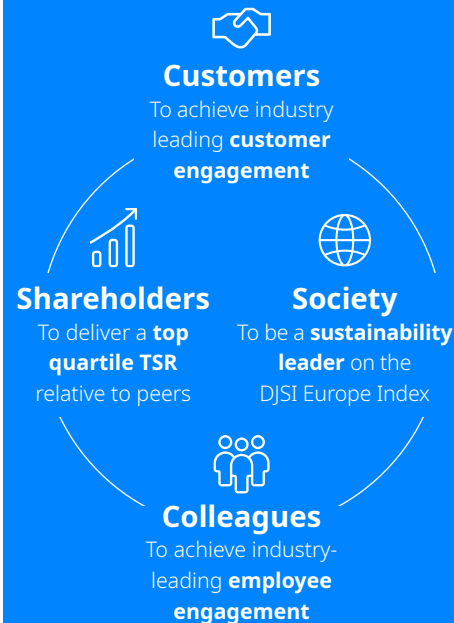 Customers
To achieve industry
leading customer
engagement
Shareholders
To deliver a top
quartile TSR
relative to peers
Society
To be a sustainability
leader on the
DJSI Europe Index
Colleagues
To achieve industry-
leading employee
engagement